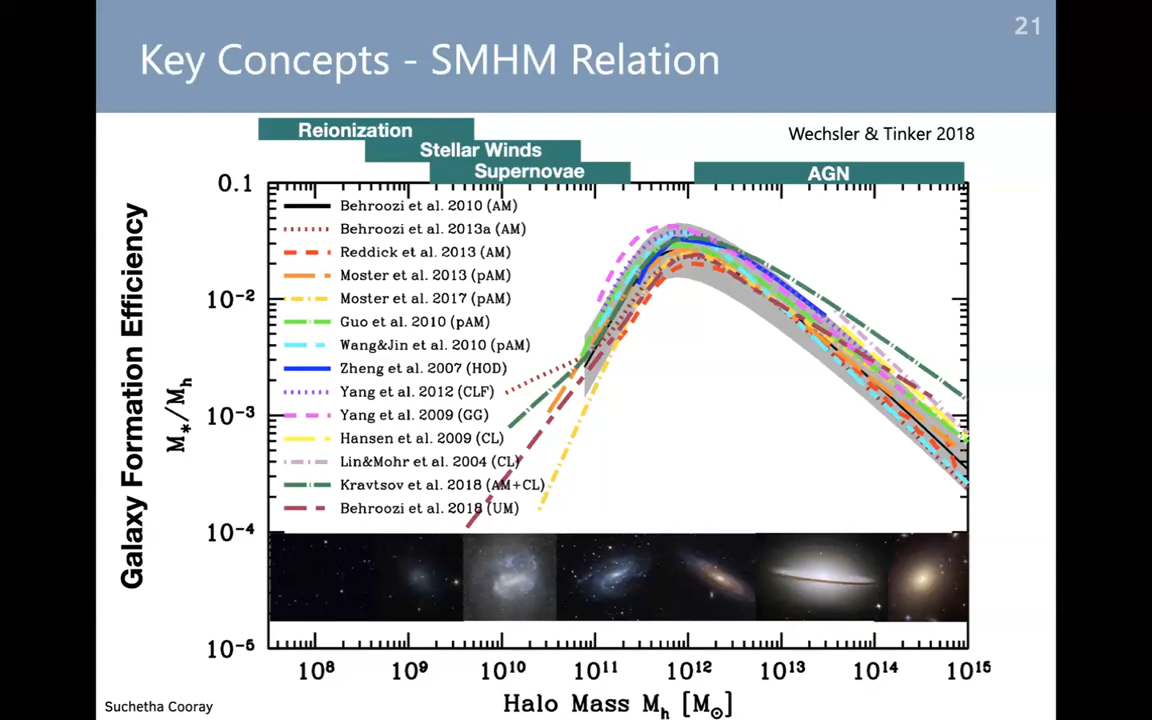 21
Key Concepts - SMHM Relation
Reionization
Wechsler & Tinker 2018
Stellar Winds
Supernovae
AGN
0.1
Behroozi et al. 2010 (AM)
Behroozi et al. 2013a (AM)
Reddick et al. 2013 (AM)
Moster et al. 2013 (pAM)
Moster et al. 2017 (pAM)
Guo et al. 2010 (pAM)
Wang&Jin et al. 2010 (pAM)
Zheng et al. 2007 (HOD)
Yang et al. 2012 (CLF)
Yang et al. 2009 (GG)
Hansen et al. 2009 (CL)
Lin&Mohr et al. 2004 (CL)
Kravtsov et al. 2018 (AM+CL)
Behroozi et al. 2018 (UM)
10⁻²
10⁻³
10⁻⁴
10⁻⁵
Galaxy Formation Efficiency
M*/Mₕ
10⁸ 10⁹ 10¹⁰ 10¹¹ 10¹² 10¹³ 10¹⁴ 10¹⁵
Halo Mass Mₕ [M⊙]
Suchetha Cooray